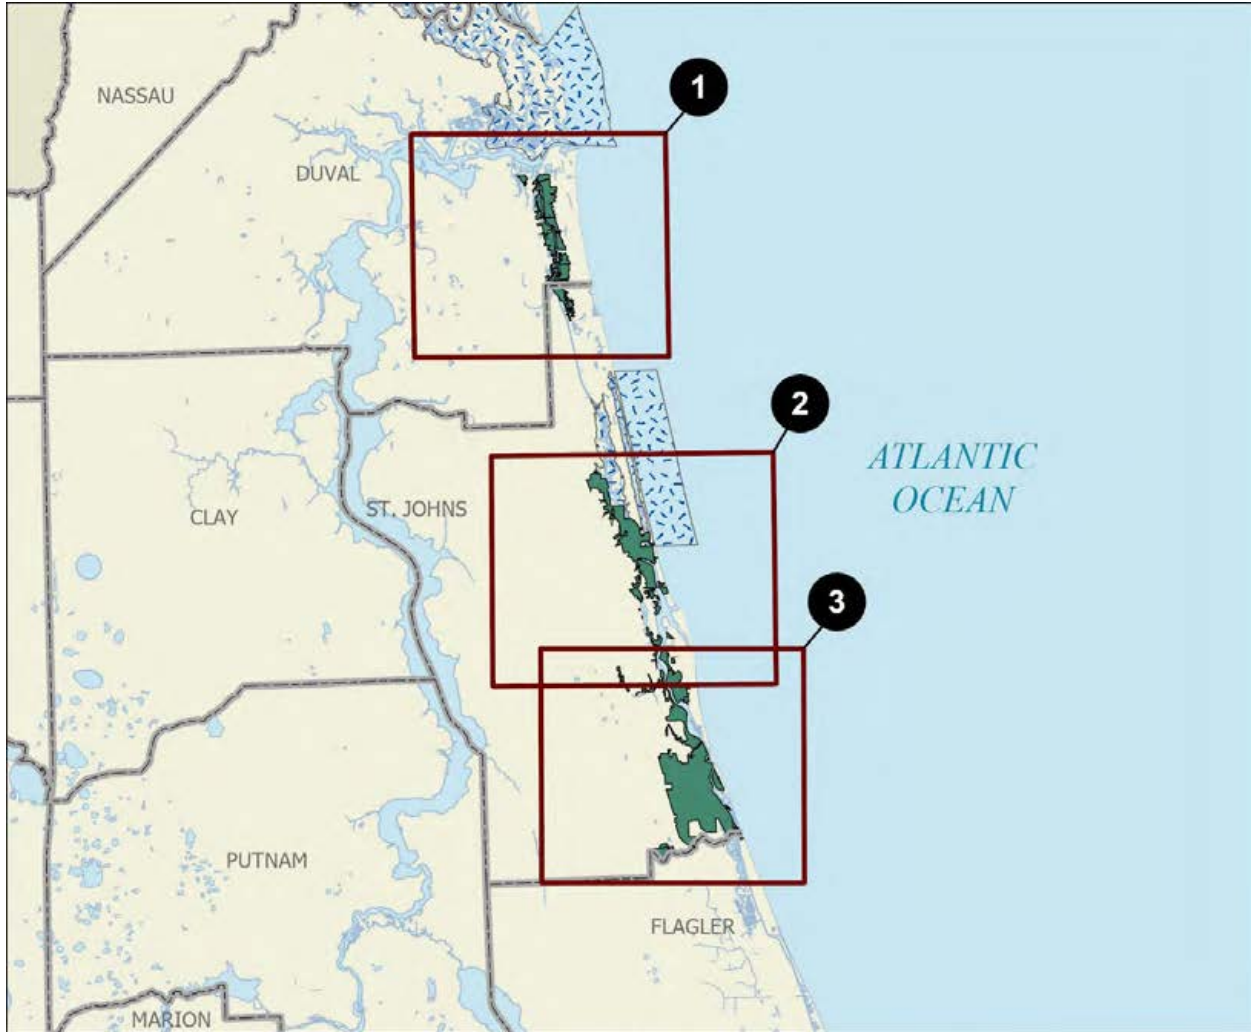 NASSAU
1
DUVAL
2
ATLANTIC
OCEAN
CLAY
ST. JOHNS
3
PUTNAM
FLAGLER
MARION